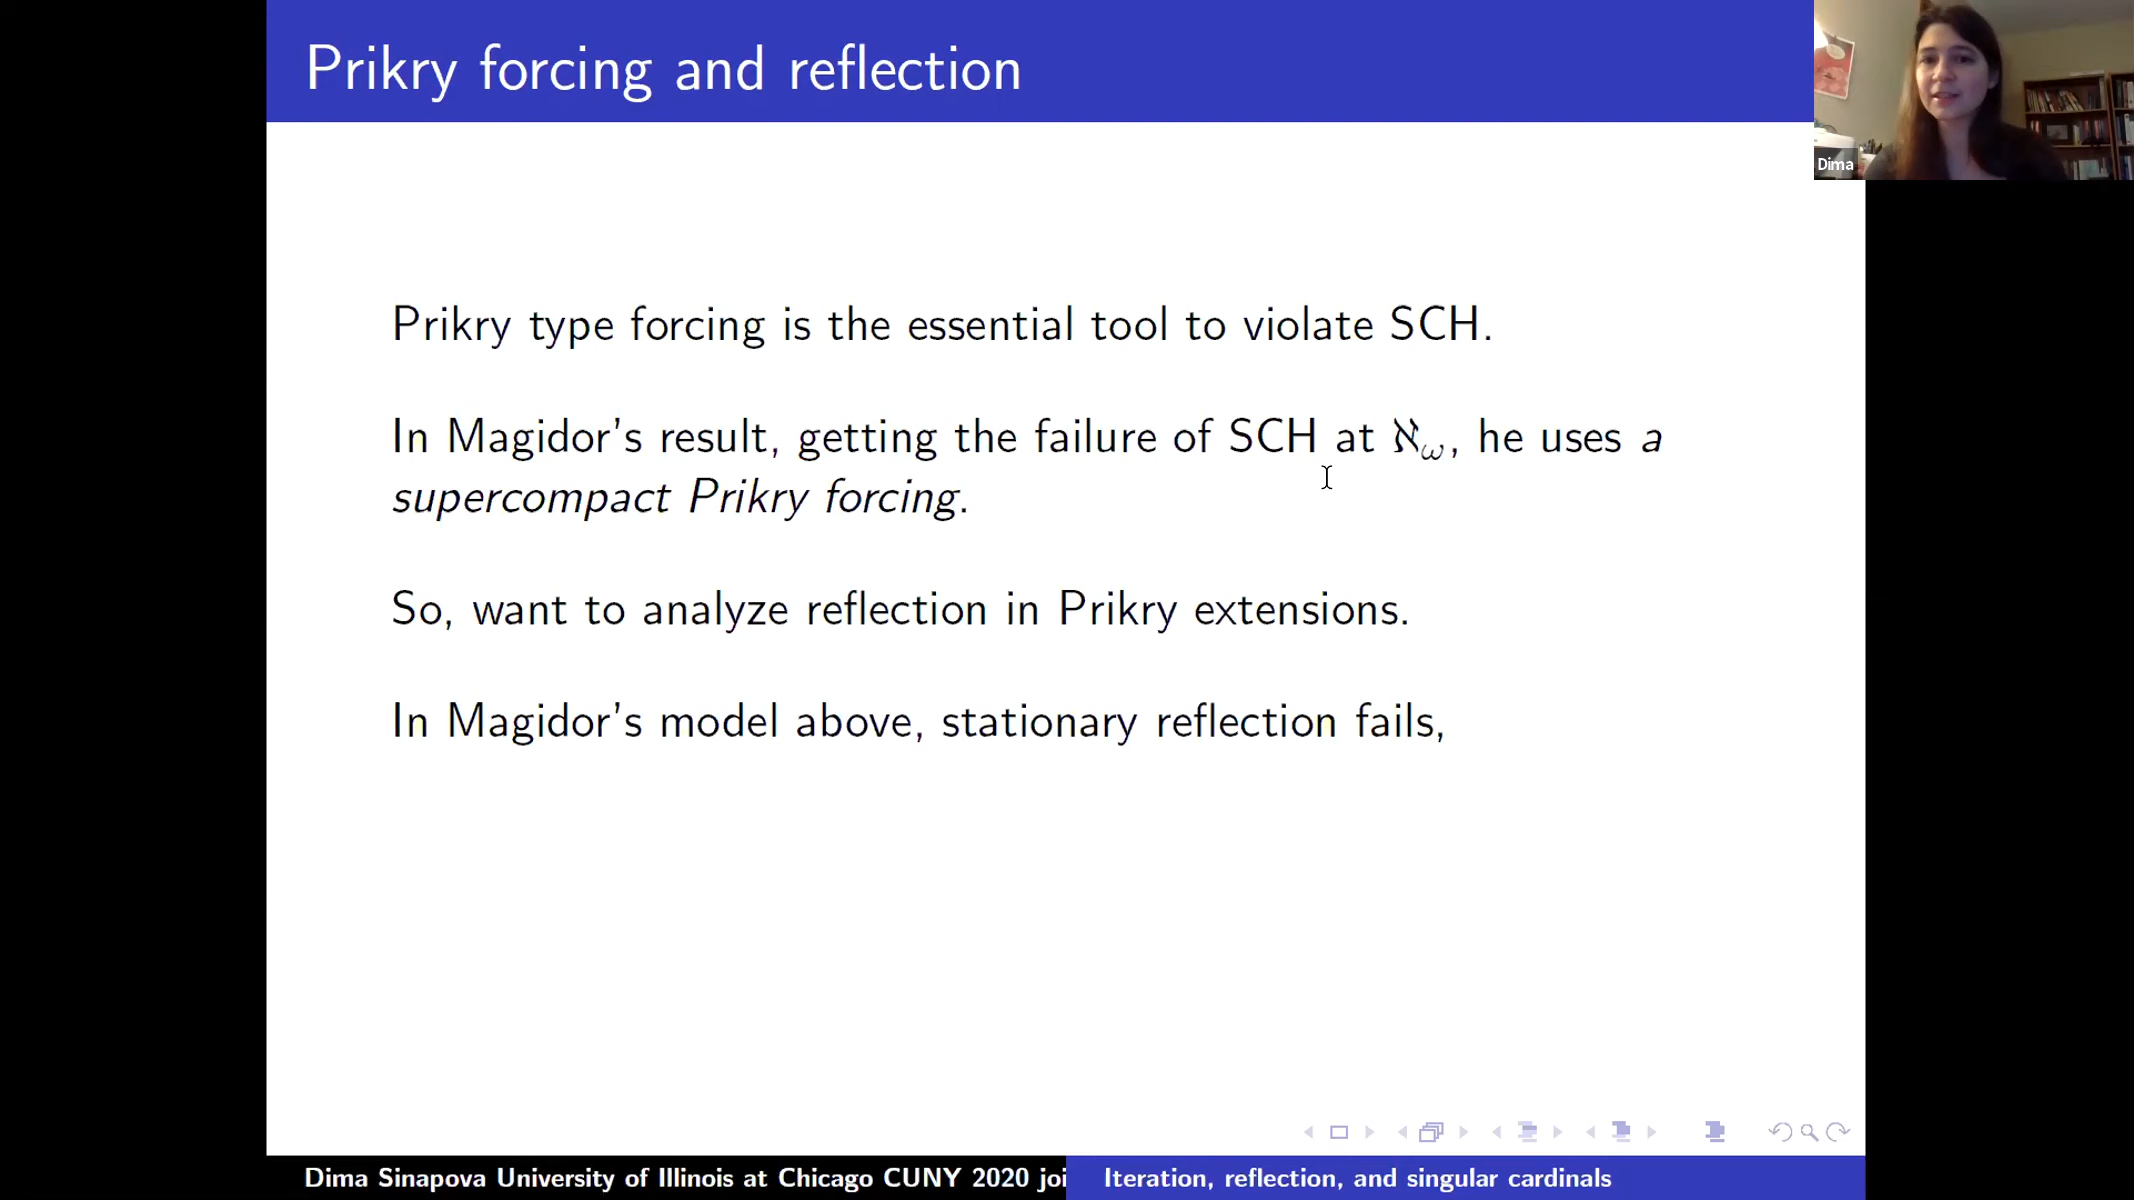 Prikry forcing and reflection
Dima
Prikry type forcing is the essential tool to violate SCH.
In Magidor's result, getting the failure of SCH at ℵ_ω, he uses a
supercompact Prikry forcing.
So, want to analyze reflection in Prikry extensions.
In Magidor's model above, stationary reflection fails,
Dima Sinapova University of Illinois at Chicago CUNY 2020 joi
Iteration, reflection, and singular cardinals